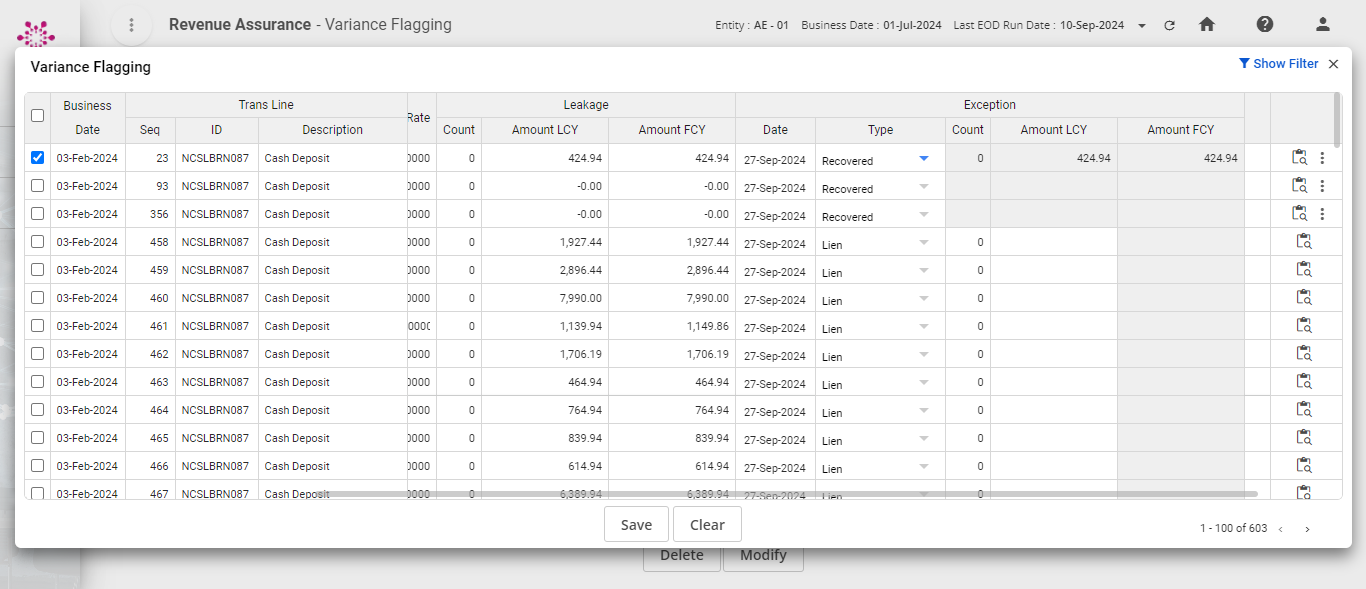 Revenue Assurance - Variance Flagging
Entity : AE - 01 Business Date : 01-Jul-2024 Last EOD Run Date : 10-Sep-2024
Variance Flagging
Show Filter
Trans Line Leakage Exception
Business Date Seq ID Description Rate Count Amount LCY Amount FCY Date Type Count Amount LCY Amount FCY
03-Feb-2024 23 NCSLBRN087 Cash Deposit 0000 0 424.94 424.94 27-Sep-2024 Recovered 0 424.94 424.94
03-Feb-2024 93 NCSLBRN087 Cash Deposit 0000 0 -0.00 -0.00 27-Sep-2024 Recovered
03-Feb-2024 356 NCSLBRN087 Cash Deposit 0000 0 -0.00 -0.00 27-Sep-2024 Recovered
03-Feb-2024 458 NCSLBRN087 Cash Deposit 0000 0 1,927.44 1,927.44 27-Sep-2024 Lien 0
03-Feb-2024 459 NCSLBRN087 Cash Deposit 0000 0 2,896.44 2,896.44 27-Sep-2024 Lien 0
03-Feb-2024 460 NCSLBRN087 Cash Deposit 0000 0 7,990.00 7,990.00 27-Sep-2024 Lien 0
03-Feb-2024 461 NCSLBRN087 Cash Deposit 0000 0 1,139.94 1,149.86 27-Sep-2024 Lien 0
03-Feb-2024 462 NCSLBRN087 Cash Deposit 0000 0 1,706.19 1,706.19 27-Sep-2024 Lien 0
03-Feb-2024 463 NCSLBRN087 Cash Deposit 0000 0 464.94 464.94 27-Sep-2024 Lien 0
03-Feb-2024 464 NCSLBRN087 Cash Deposit 0000 0 764.94 764.94 27-Sep-2024 Lien 0
03-Feb-2024 465 NCSLBRN087 Cash Deposit 0000 0 839.94 839.94 27-Sep-2024 Lien 0
03-Feb-2024 466 NCSLBRN087 Cash Deposit 0000 0 614.94 614.94 27-Sep-2024 Lien 0
03-Feb-2024 467 NCSLBRN087 Cash Deposit 0000 0 6,389.94 6,389.94 27-Sep-2024 Lien 0
Save Clear
1 - 100 of 603
Delete Modify